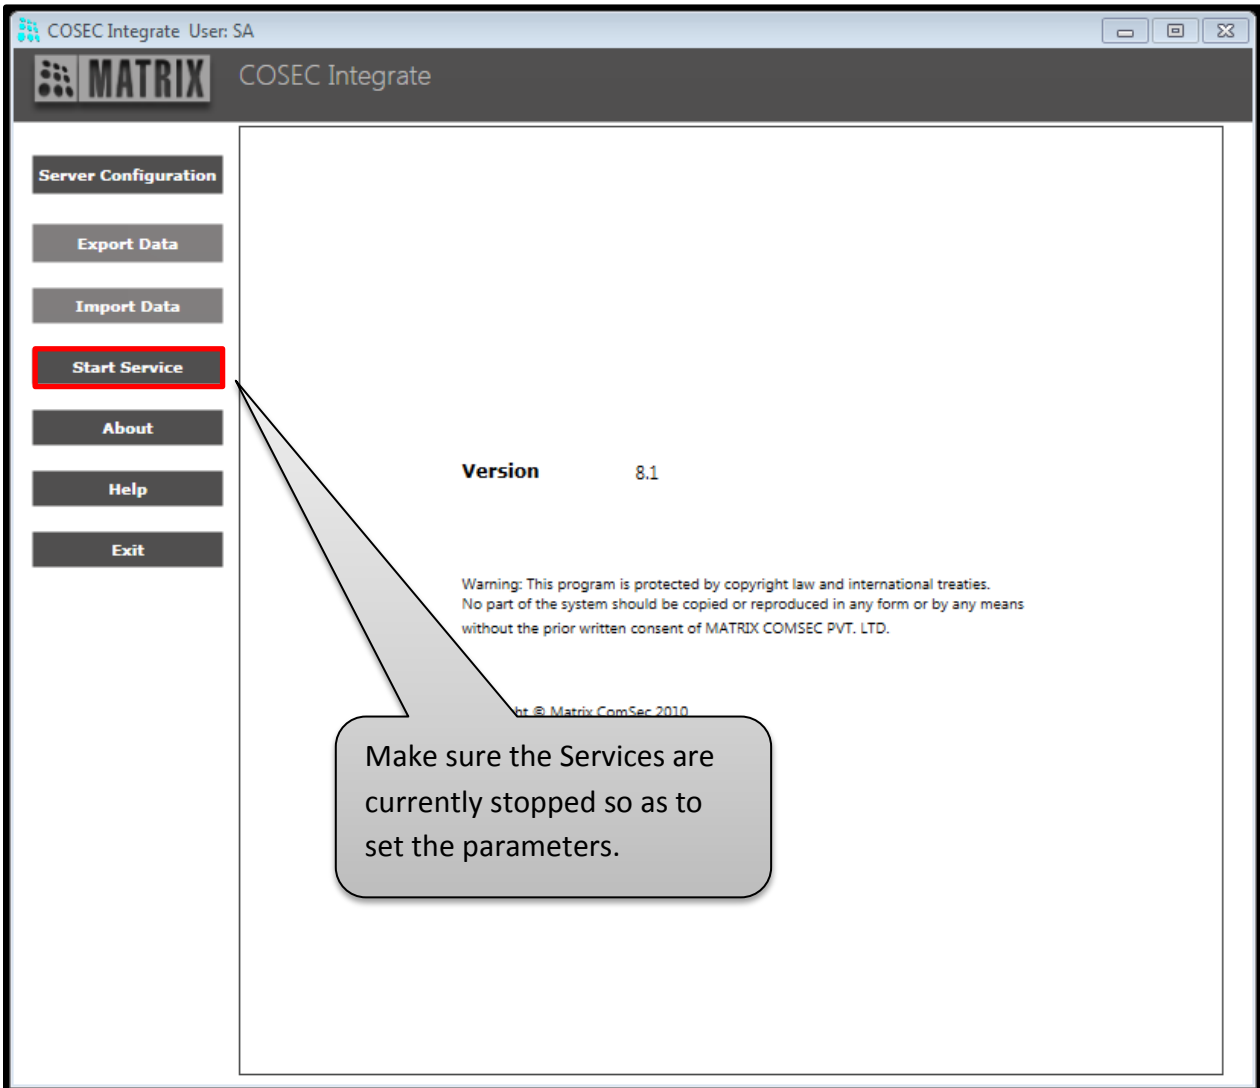 COSEC Integrate User: SA
MATRIX COSEC Integrate
Server Configuration
Export Data
Import Data
Start Service
About
Help
Exit
Version 8.1
Warning: This program is protected by copyright law and international treaties.
No part of the system should be copied or reproduced in any form or by any means
without the prior written consent of MATRIX COMSEC PVT. LTD.
© Matrix ComSec 2010
Make sure the Services are
currently stopped so as to
set the parameters.